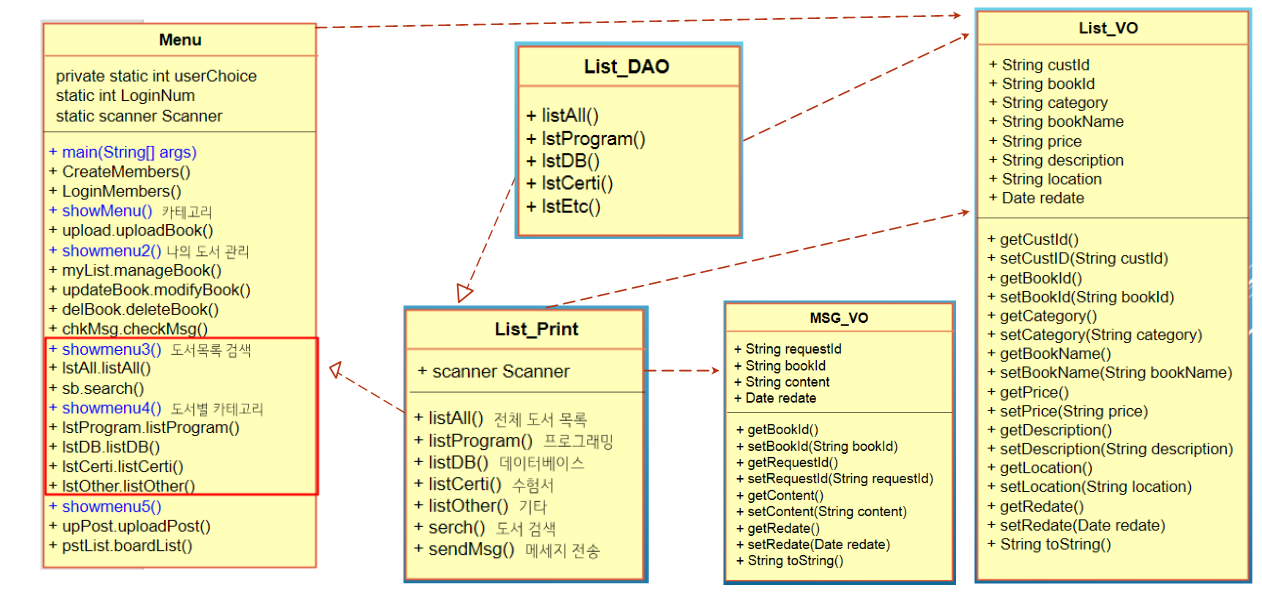 Menu
private static int userChoice
static int LoginNum
static scanner Scanner
+ main(String[] args)
+ CreateMembers()
+ LoginMembers()
+ showMenu() 카테고리
+ upload.uploadBook()
+ showmenu2() 나의 도서 관리
+ myList.manageBook()
+ updateBook.modifyBook()
+ delBook.deleteBook()
+ chkMsg.checkMsg()
+ showmenu3() 도서목록 검색
+ lstAll.listAll()
+ sb.search()
+ showmenu4() 도서별 카테고리
+ lstProgram.listProgram()
+ lstDB.listDB()
+ lstCerti.listCerti()
+ lstOther.listOther()
+ showmenu5()
+ upPost.uploadPost()
+ pstList.boardList()
List_DAO
+ listAll()
+ lstProgram()
+ lstDB()
+ lstCerti()
+ lstEtc()
List_Print
+ scanner Scanner
+ listAll() 전체 도서 목록
+ listProgram() 프로그래밍
+ listDB() 데이터베이스
+ listCerti() 수험서
+ listOther() 기타
+ serch() 도서 검색
+ sendMsg() 메세지 전송
MSG_VO
+ String requestId
+ String bookId
+ String content
+ Date redate
+ getBookId()
+ setBookId(String bookId)
+ getRequestId()
+ setRequestId(String requestId)
+ getContent()
+ setContent(String content)
+ getRedate()
+ setRedate(Date redate)
+ String toString()
List_VO
+ String custId
+ String bookId
+ String category
+ String bookName
+ String price
+ String description
+ String location
+ Date redate
+ getCustId()
+ setCustID(String custId)
+ getBookId()
+ setBookId(String bookId)
+ getCategory()
+ setCategory(String category)
+ getBookName()
+ setBookName(String bookName)
+ getPrice()
+ setPrice(String price)
+ getDescription()
+ setDescription(String description)
+ getLocation()
+ setLocation(String location)
+ getRedate()
+ setRedate(Date redate)
+ String toString()